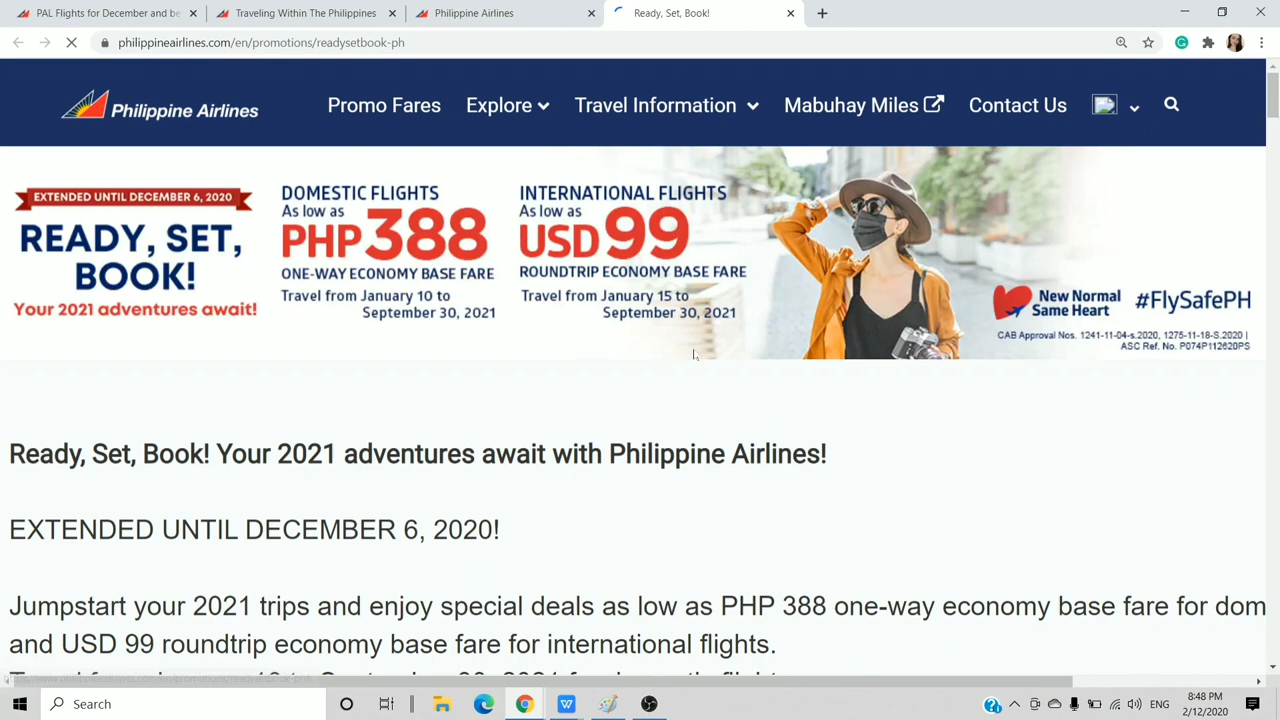 PAL Flights for December and be
Traveling Within The Philippines
Philippine Airlines
Ready, Set, Book!
philippineairlines.com/en/promotions/readysetbook-ph
Philippine Airlines
Promo Fares
Explore
Travel Information
Mabuhay Miles
Contact Us
EXTENDED UNTIL DECEMBER 6, 2020
READY, SET,
BOOK!
Your 2021 adventures await!
DOMESTIC FLIGHTS
As low as
PHP 388
ONE-WAY ECONOMY BASE FARE
Travel from January 10 to
September 30, 2021
INTERNATIONAL FLIGHTS
As low as
USD 99
ROUNDTRIP ECONOMY BASE FARE
Travel from January 15 to
September 30, 2021
New Normal
Same Heart
#FlySafePH
CAB Approval Nos. 1241-11-04-s.2020, 1275-11-18-S.2020 |
ASC Ref. No. P074P112620PS
Ready, Set, Book! Your 2021 adventures await with Philippine Airlines!
EXTENDED UNTIL DECEMBER 6, 2020!
Jumpstart your 2021 trips and enjoy special deals as low as PHP 388 one-way economy base fare for dom
and USD 99 roundtrip economy base fare for international flights.
Search
ENG
8:48 PM
2/12/2020